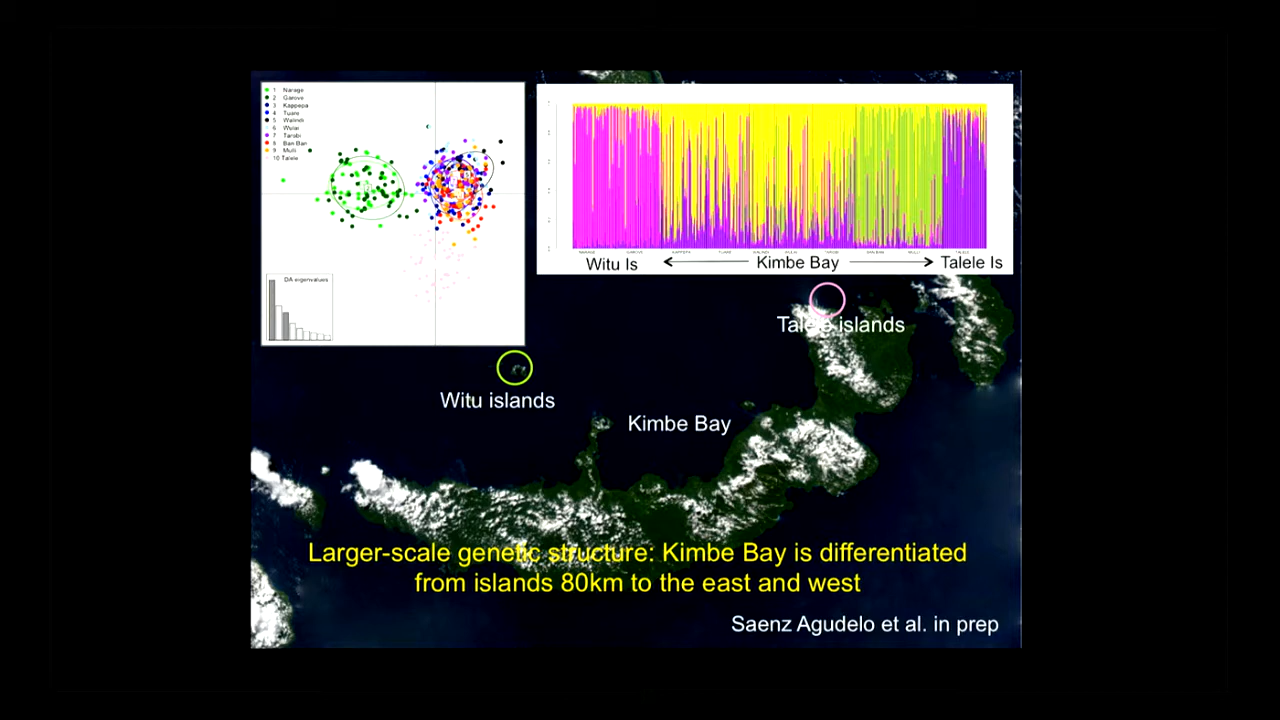 1 Narage
2 Garove
3 Kappepa
4 Tuare
5 Walindi
6 Wulai
7 Tarobi
8 Ban Ban
9 Mulli
10 Talele
DA eigenvalues
Witu Is
Kimbe Bay
Talele Is
Talele islands
Witu islands
Kimbe Bay
Larger-scale genetic structure: Kimbe Bay is differentiated
from islands 80km to the east and west
Saenz Agudelo et al. in prep